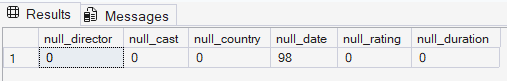 Results Messages
null_director null_cast null_country null_date null_rating null_duration
1 0 0 0 98 0 0